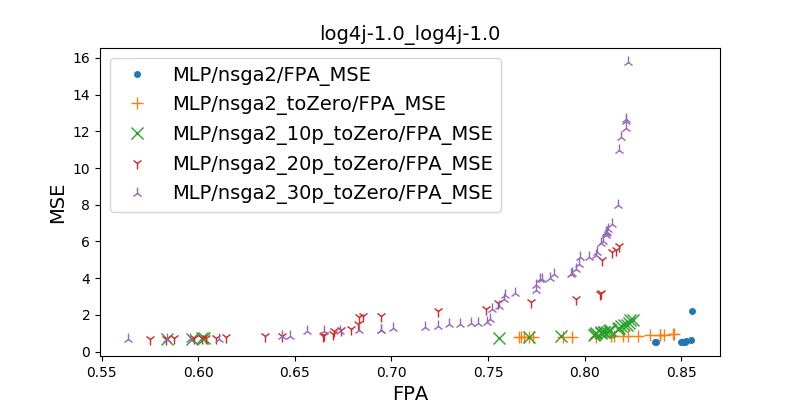 log4j-1.0_log4j-1.0
MLP/nsga2/FPA_MSE
MLP/nsga2_toZero/FPA_MSE
MLP/nsga2_10p_toZero/FPA_MSE
MLP/nsga2_20p_toZero/FPA_MSE
MLP/nsga2_30p_toZero/FPA_MSE
MSE
16
14
12
10
8
6
4
2
0
0.55 0.60 0.65 0.70 0.75 0.80 0.85
FPA